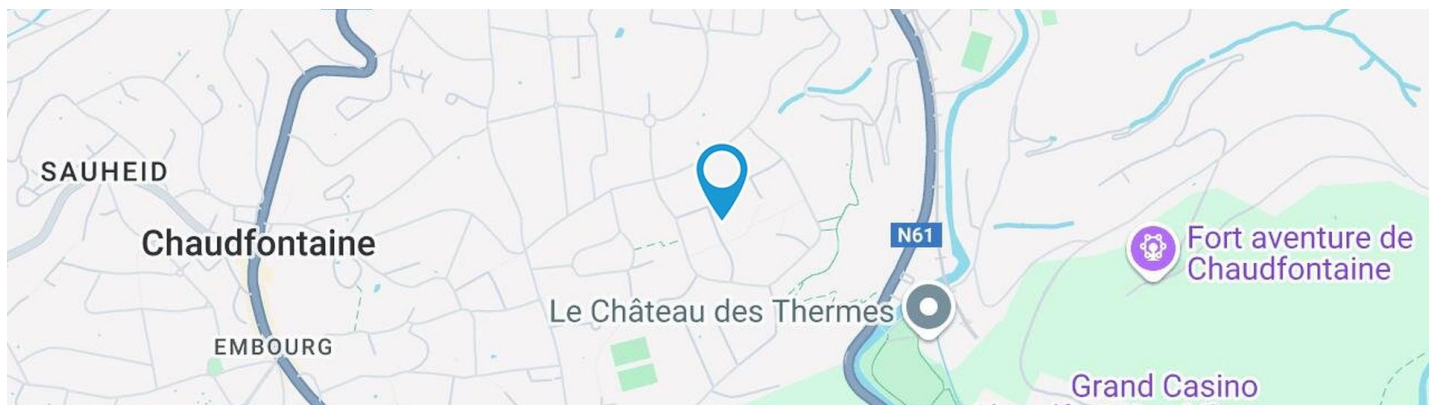 SAUHEID
Chaudfontaine
N61
Fort aventure de
Chaudfontaine
Le Château des Thermes
EMBOURG
Grand Casino